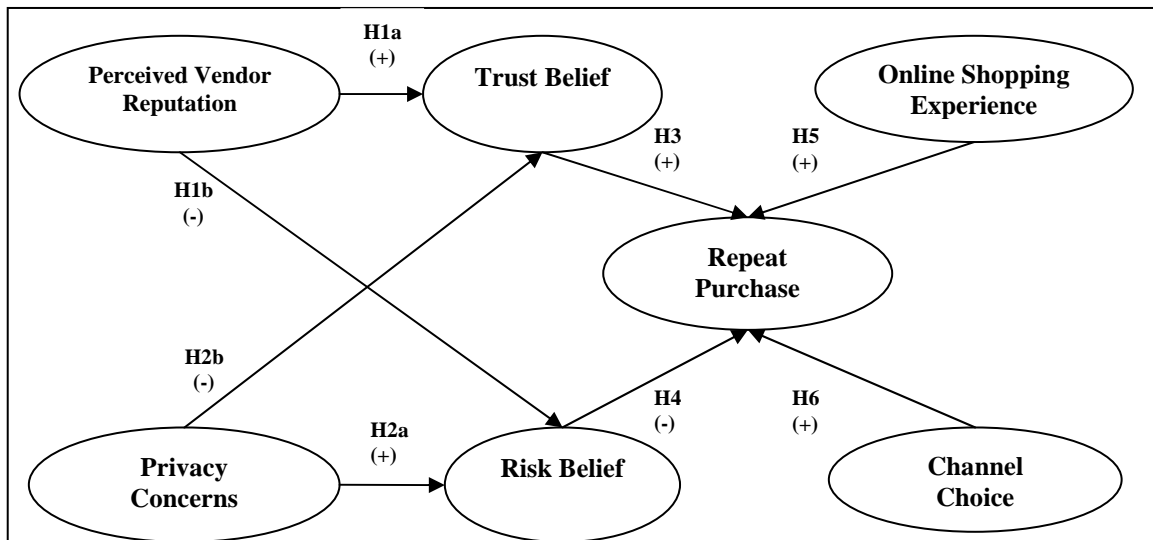 H1a
(+)
Perceived Vendor
Reputation
Trust Belief
Online Shopping
Experience
H3
(+)
H5
(+)
H1b
(-)
Repeat
Purchase
H2b
(-)
H2a
(+)
H4
(-)
H6
(+)
Privacy
Concerns
Risk Belief
Channel
Choice